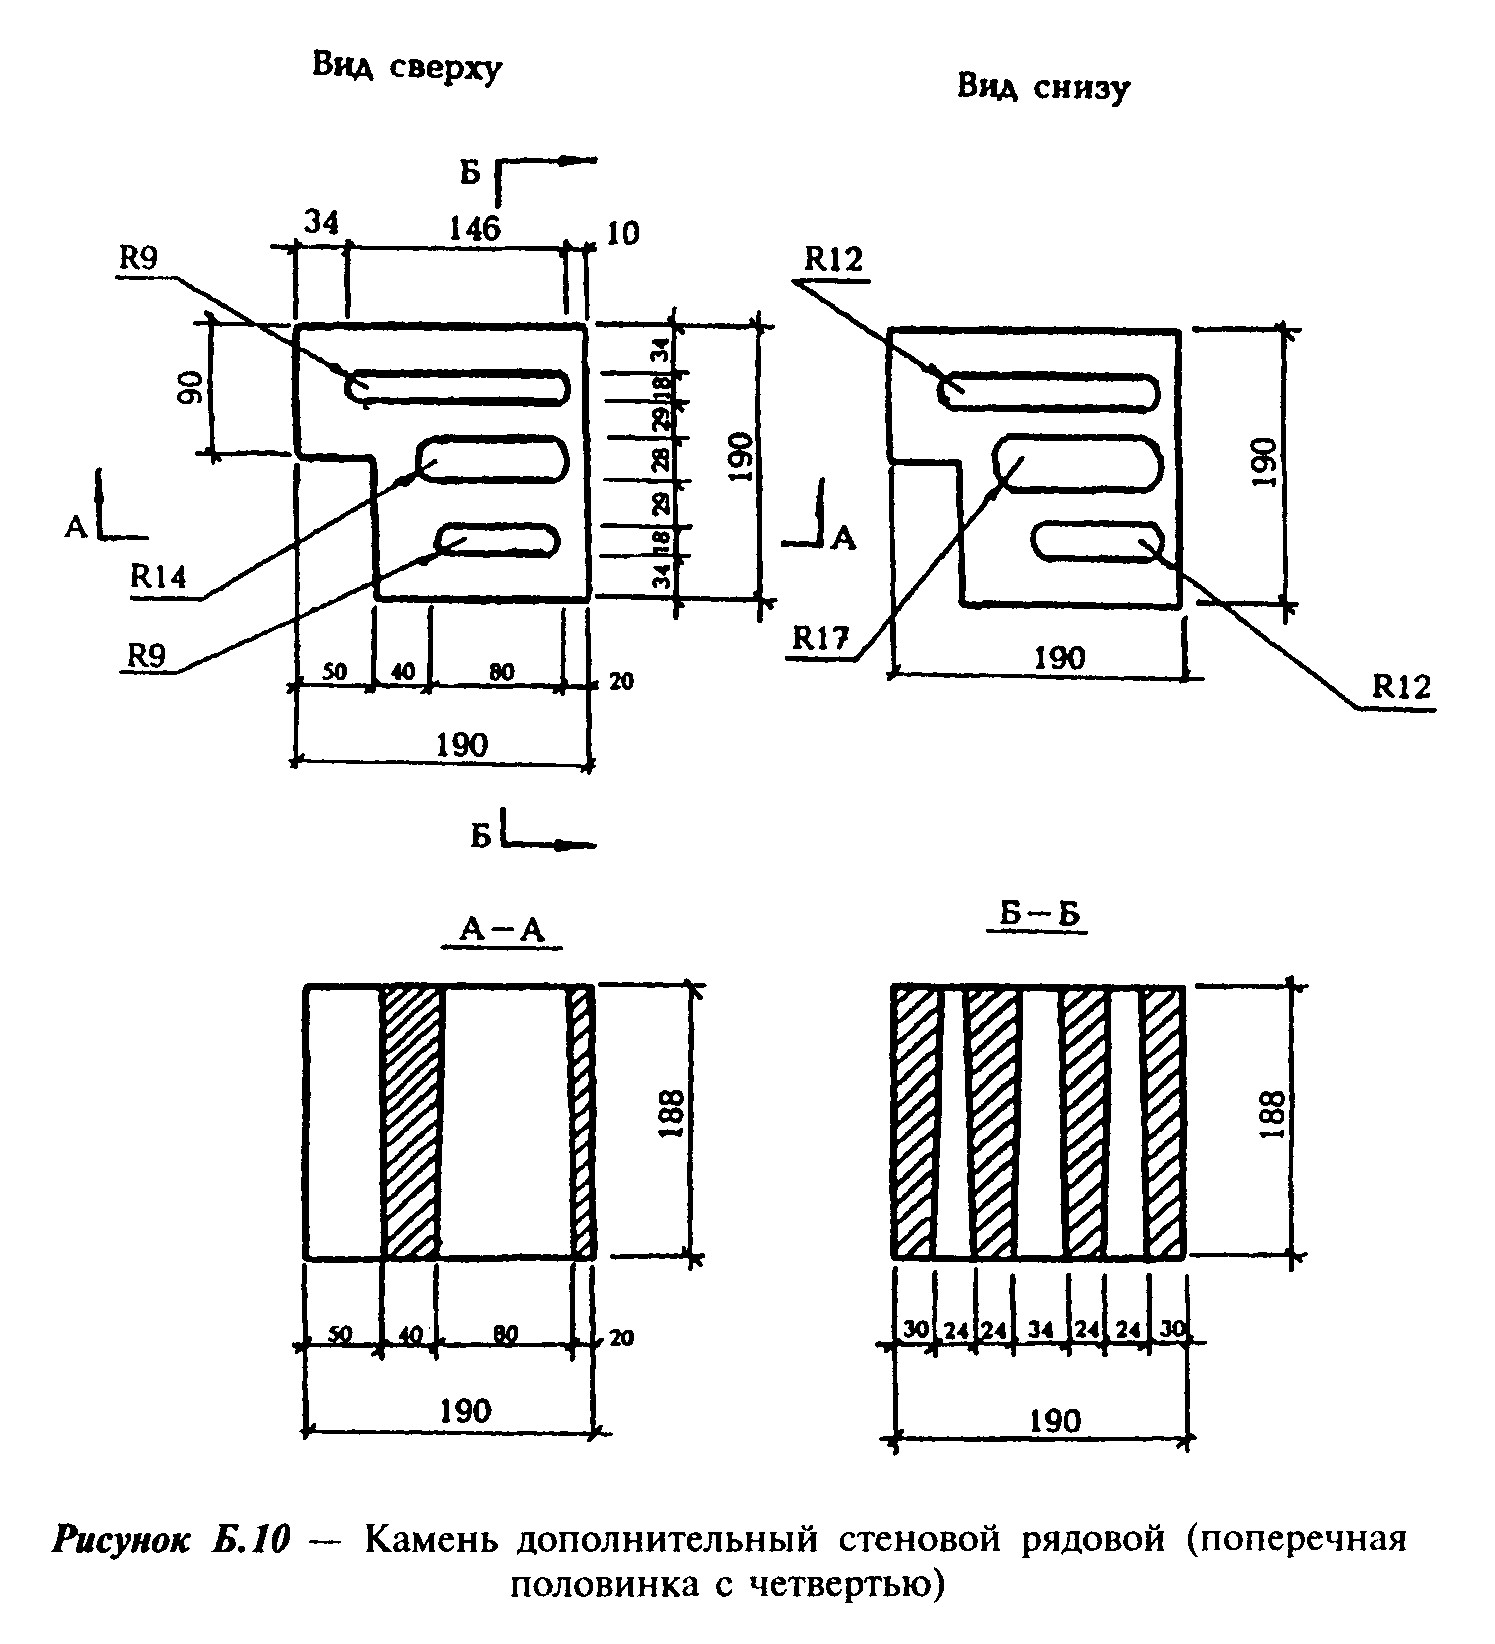 Вид сверху
Вид снизу
Б
34 146 10
R9
R12
90
34
18
29
28
29
18
34
190
190
А
А
R14
R9
R17
R12
50 40 80 20
190
190
Б
А – А
Б – Б
188
188
50 40 80 20
30 24 24 34 24 24 30
190
190
Рисунок Б.10 — Камень дополнительный стеновой рядовой (поперечная
половинка с четвертью)